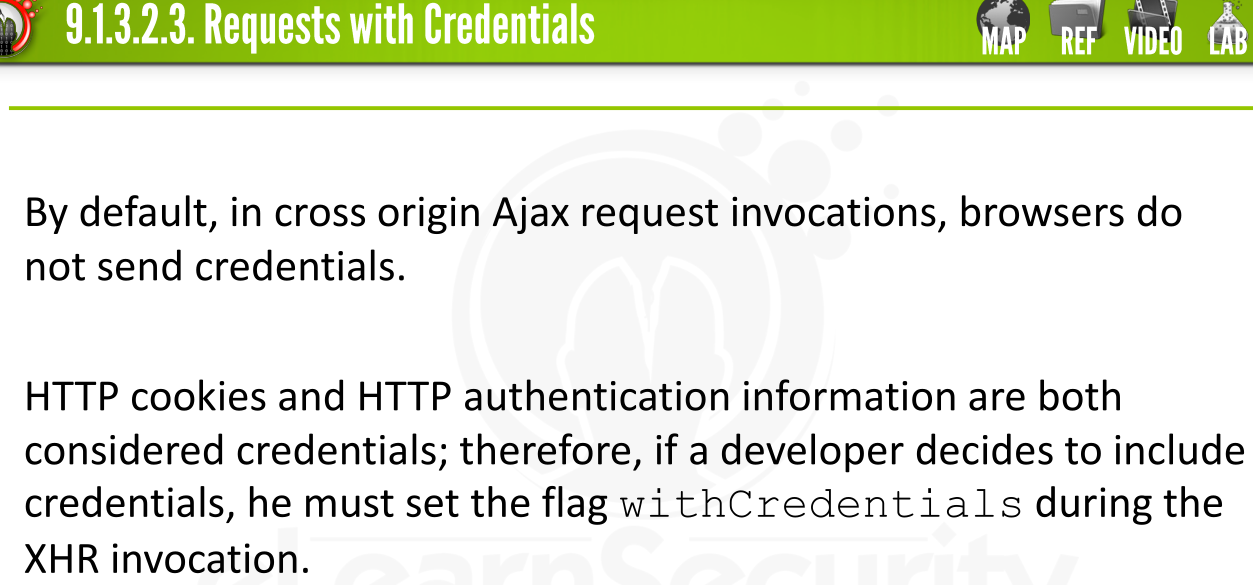 9.1.3.2.3. Requests with Credentials
MAP REF VIDEO LAB
By default, in cross origin Ajax request invocations, browsers do
not send credentials.
HTTP cookies and HTTP authentication information are both
considered credentials; therefore, if a developer decides to include
credentials, he must set the flag withCredentials during the
XHR invocation.
eLearnSecurity